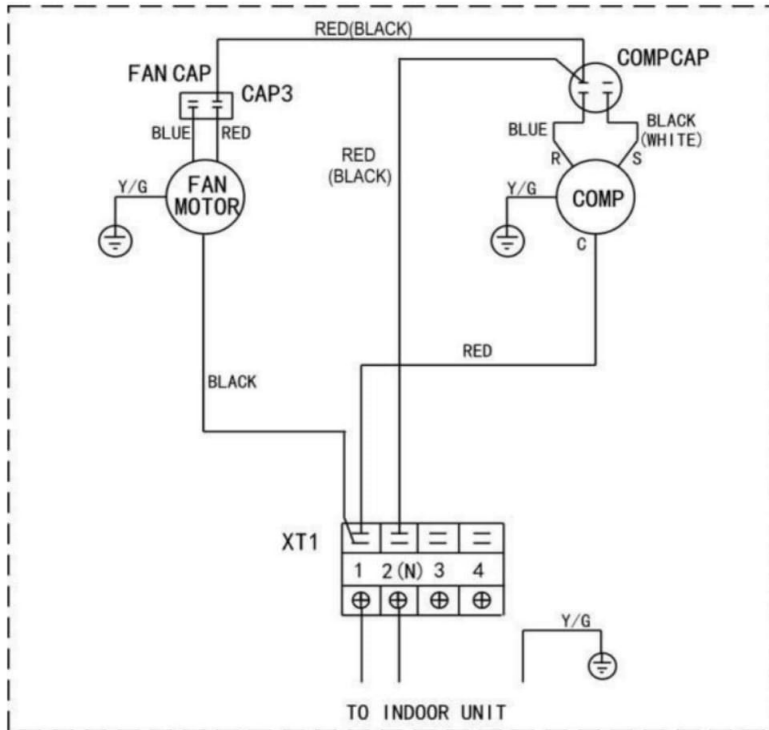 RED(BLACK)
FAN CAP
CAP3
COMPCAP
BLUE
RED
BLUE
BLACK
(WHITE)
RED
(BLACK)
R
S
Y/G
FAN
MOTOR
Y/G
COMP
C
RED
BLACK
XT1
1 2(N) 3 4
Y/G
TO INDOOR UNIT